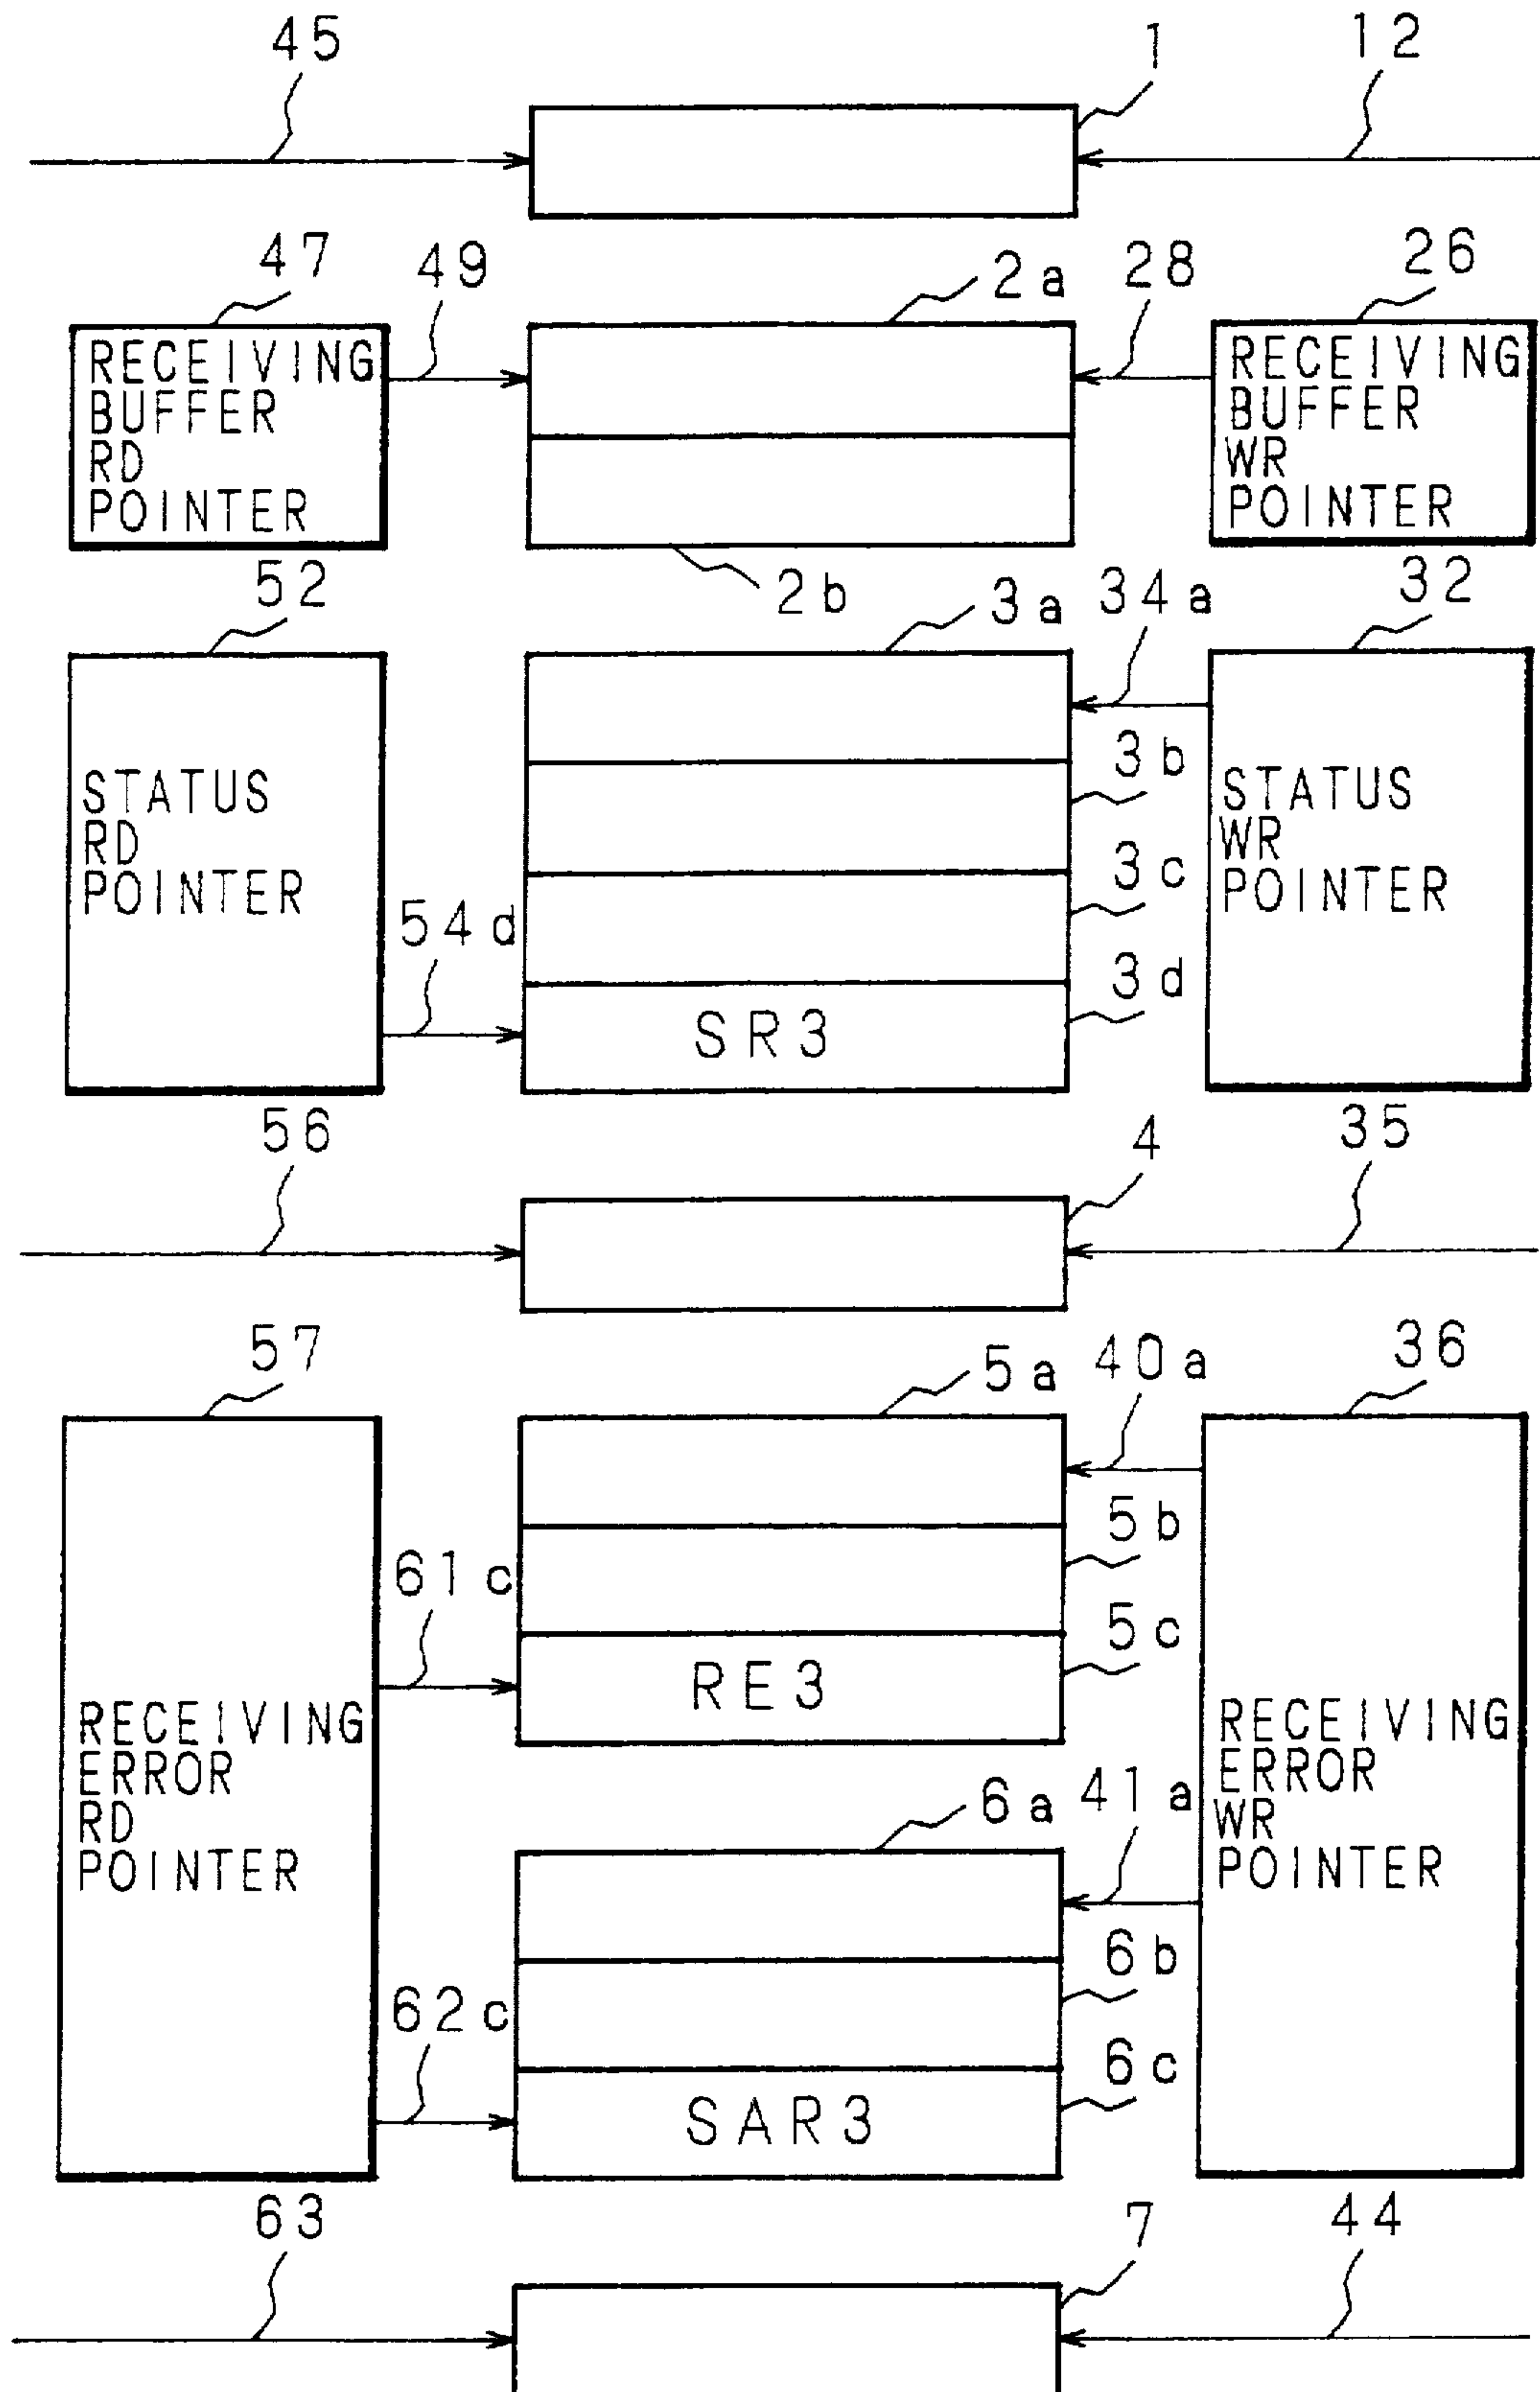 45
1
12
47
49
2a
28
26
RECEIVING
BUFFER
RD
POINTER
RECEIVING
BUFFER
WR
POINTER
52
2b
3a
34a
32
3b
STATUS
RD
POINTER
STATUS
WR
POINTER
3c
54d
3d
SR3
56
4
35
57
5a
40a
36
5b
61c
5c
RE3
RECEIVING
ERROR
RD
POINTER
RECEIVING
ERROR
WR
POINTER
6a
41a
6b
62c
6c
SAR3
63
7
44